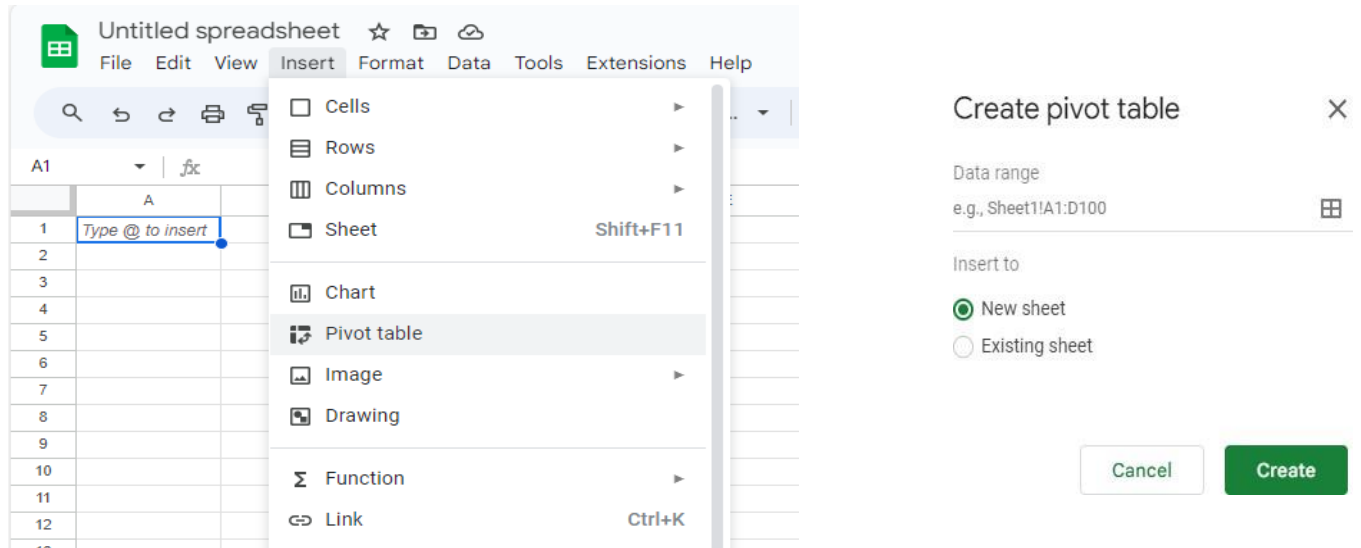 Untitled spreadsheet
File Edit View Insert Format Data Tools Extensions Help
A1 fx
A
1 Type @ to insert
2
3
4
5
6
7
8
9
10
11
12
Cells
Rows
Columns
Sheet Shift+F11
Chart
Pivot table
Image
Drawing
Σ Function
Link Ctrl+K
Create pivot table
Data range
e.g., Sheet1!A1:D100
Insert to
New sheet
Existing sheet
Cancel Create